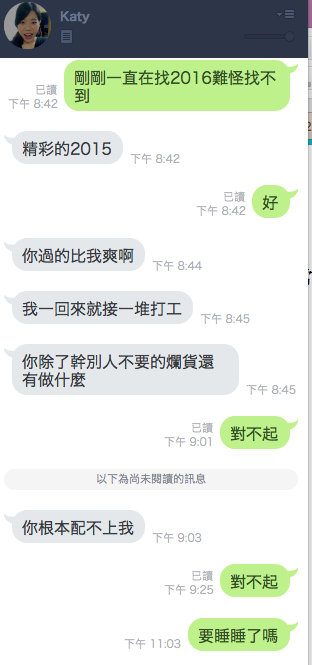 Katy
剛剛一直在找2016難怪找不
到
已讀
下午 8:42
精彩的2015
下午 8:42
好
已讀
下午 8:42
你過的比我爽啊
下午 8:44
我一回來就接一堆打工
下午 8:45
你除了幹別人不要的爛貨還
有做什麼
下午 8:45
對不起
已讀
下午 9:01
以下為尚未閱讀的訊息
你根本配不上我
下午 9:03
對不起
已讀
下午 9:25
要睡睡了嗎
下午 11:03